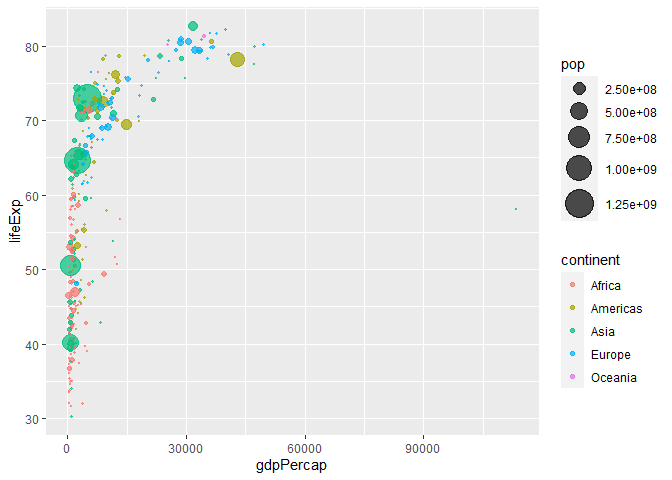 80
70
60
50
40
30
lifeExp
0
30000
60000
90000
gdpPercap
pop
2.50e+08
5.00e+08
7.50e+08
1.00e+09
1.25e+09
continent
Africa
Americas
Asia
Europe
Oceania